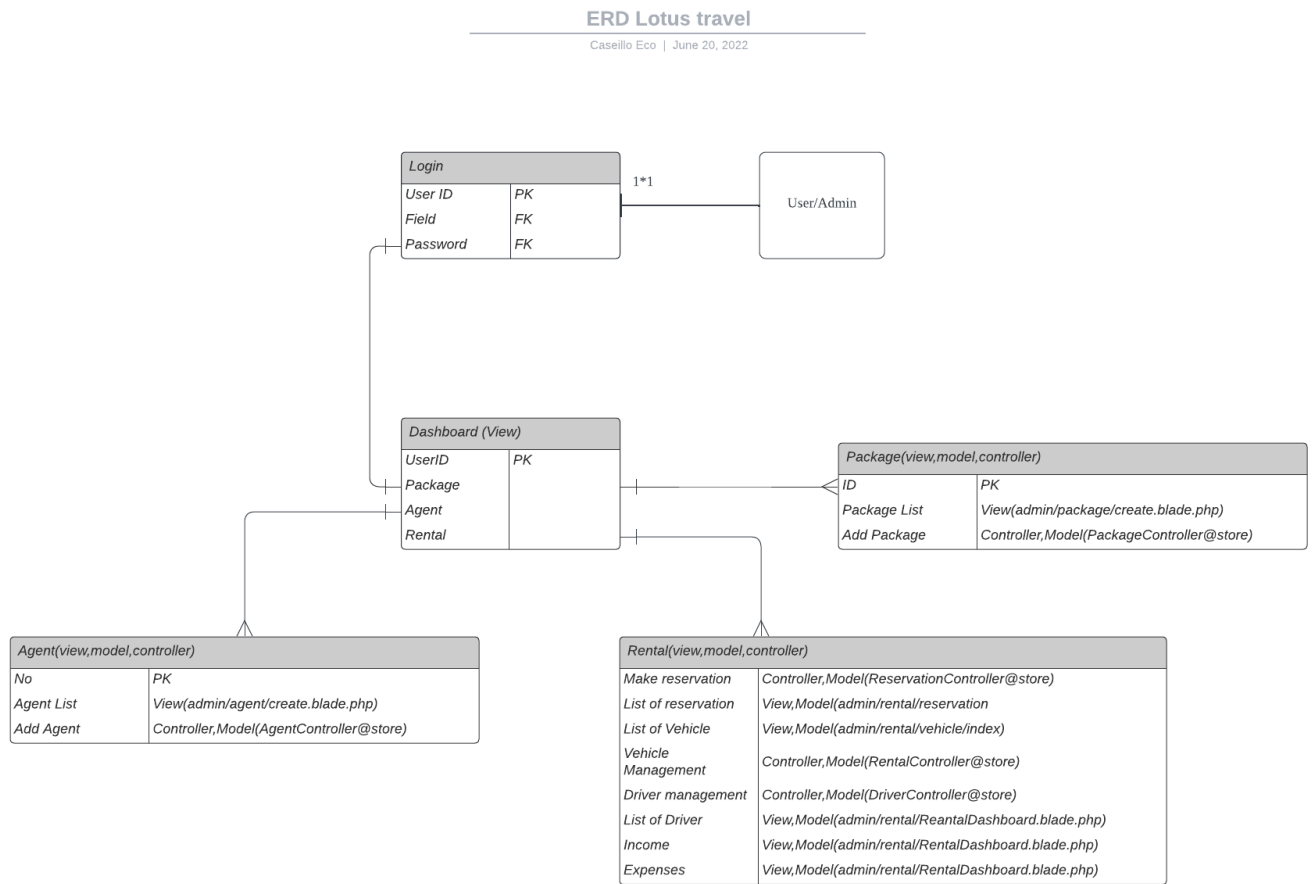 ERD Lotus travel
Caseillo Eco | June 20, 2022
Login
User ID PK
Field FK
Password FK
1*1
User/Admin
Dashboard (View)
UserID PK
Package
Agent
Rental
Package(view,model,controller)
ID PK
Package List View(admin/package/create.blade.php)
Add Package Controller,Model(PackageController@store)
Agent(view,model,controller)
No PK
Agent List View(admin/agent/create.blade.php)
Add Agent Controller,Model(AgentController@store)
Rental(view,model,controller)
Make reservation Controller,Model(ReservationController@store)
List of reservation View,Model(admin/rental/reservation
List of Vehicle View,Model(admin/rental/vehicle/index)
Vehicle
Management Controller,Model(RentalController@store)
Driver management Controller,Model(DriverController@store)
List of Driver View,Model(admin/rental/ReantalDashboard.blade.php)
Income View,Model(admin/rental/RentalDashboard.blade.php)
Expenses View,Model(admin/rental/RentalDashboard.blade.php)